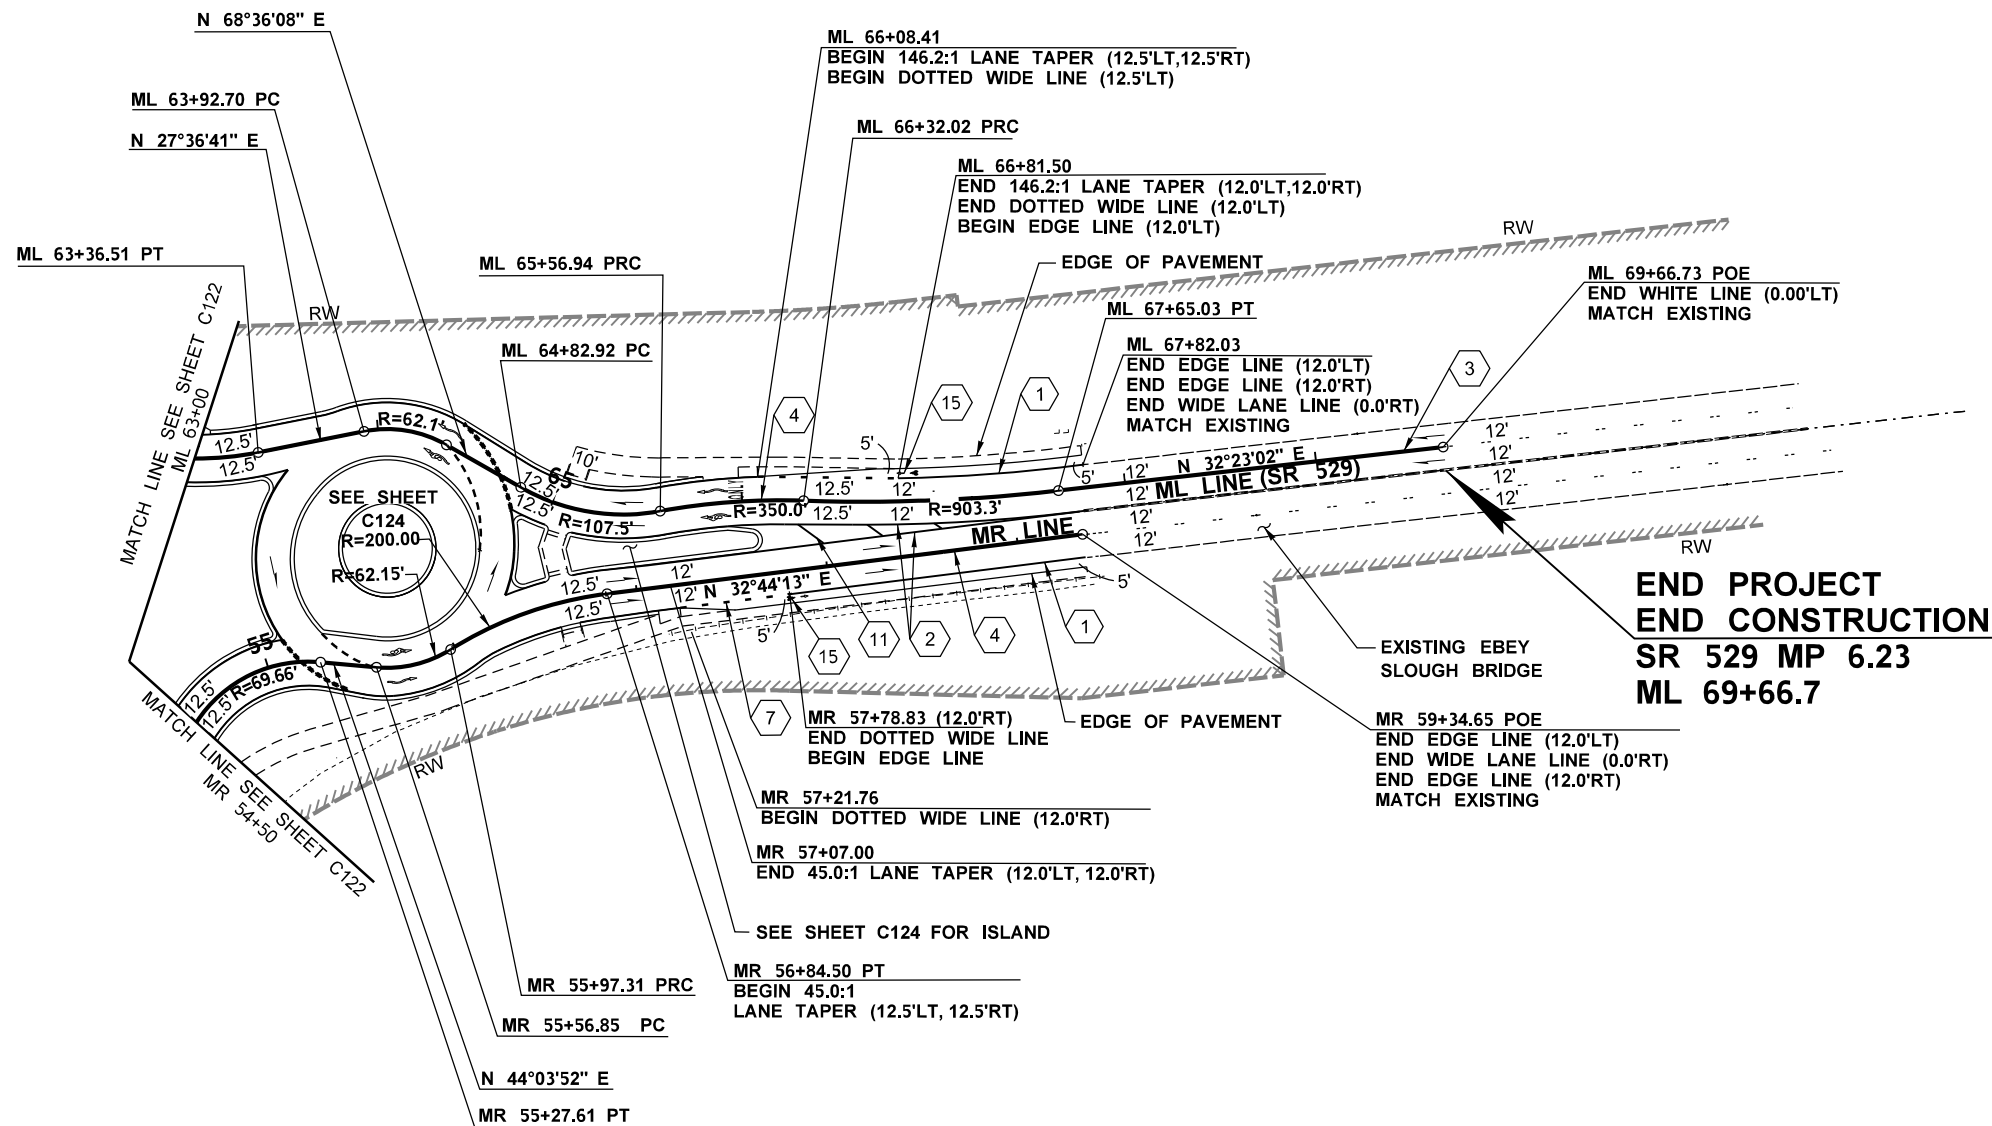 N 68°36'08" E
ML 66+08.41
BEGIN 146.2:1 LANE TAPER (12.5'LT,12.5'RT)
BEGIN DOTTED WIDE LINE (12.5'LT)
ML 63+92.70 PC
N 27°36'41" E
ML 66+32.02 PRC
ML 66+81.50
END 146.2:1 LANE TAPER (12.0'LT,12.0'RT)
END DOTTED WIDE LINE (12.0'LT)
BEGIN EDGE LINE (12.0'LT)
RW
ML 63+36.51 PT
ML 65+56.94 PRC
EDGE OF PAVEMENT
ML 69+66.73 POE
END WHITE LINE (0.00'LT)
MATCH EXISTING
RW
ML 67+65.03 PT
ML 64+82.92 PC
ML 67+82.03
END EDGE LINE (12.0'LT)
END EDGE LINE (12.0'RT)
END WIDE LANE LINE (0.0'RT)
MATCH EXISTING
MATCH LINE SEE SHEET C122
ML 63+00
3
15
1
4
R=62.1'
12.5'
12.5'
5'
10'
65
12.5'
12.5'
5'
12'
12'
12'
12'
12'
N 32°23'02" E
ML LINE (SR 529)
12'
12'
12'
12'
ONLY
SEE SHEET
C124
R=200.00
R=62.15'
R=107.5'
R=350.0'
12.5'
12.5'
12'
12'
R=903.3'
MR LINE
RW
12.5'
12.5'
12'
12'
N 32°44'13" E
5'
5'
55
12.5'
12.5'
R=69.66'
15
11
2
4
1
7
EXISTING EBEY
SLOUGH BRIDGE
END PROJECT
END CONSTRUCTION
SR 529 MP 6.23
ML 69+66.7
MATCH LINE SEE SHEET C122
MR 54+50
RW
MR 57+78.83 (12.0'RT)
END DOTTED WIDE LINE
BEGIN EDGE LINE
EDGE OF PAVEMENT
MR 59+34.65 POE
END EDGE LINE (12.0'LT)
END WIDE LANE LINE (0.0'RT)
END EDGE LINE (12.0'RT)
MATCH EXISTING
MR 57+21.76
BEGIN DOTTED WIDE LINE (12.0'RT)
MR 57+07.00
END 45.0:1 LANE TAPER (12.0'LT, 12.0'RT)
SEE SHEET C124 FOR ISLAND
MR 56+84.50 PT
BEGIN 45.0:1
LANE TAPER (12.5'LT, 12.5'RT)
MR 55+97.31 PRC
MR 55+56.85 PC
N 44°03'52" E
MR 55+27.61 PT